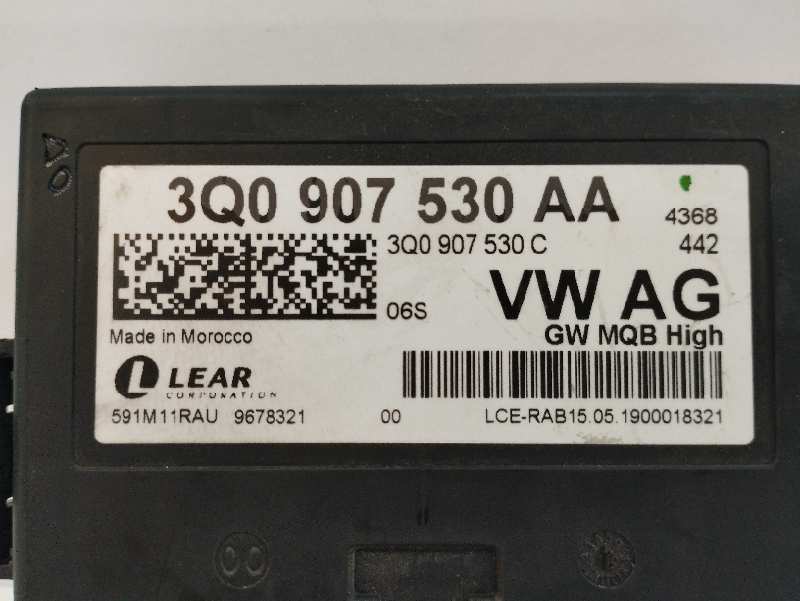 3Q0 907 530 AA
4368
3Q0 907 530 C
442
06S
VW AG
Made in Morocco
GW MQB High
LEAR
CORPORATION
591M11RAU 9678321 00 LCE-RAB15.05.1900018321